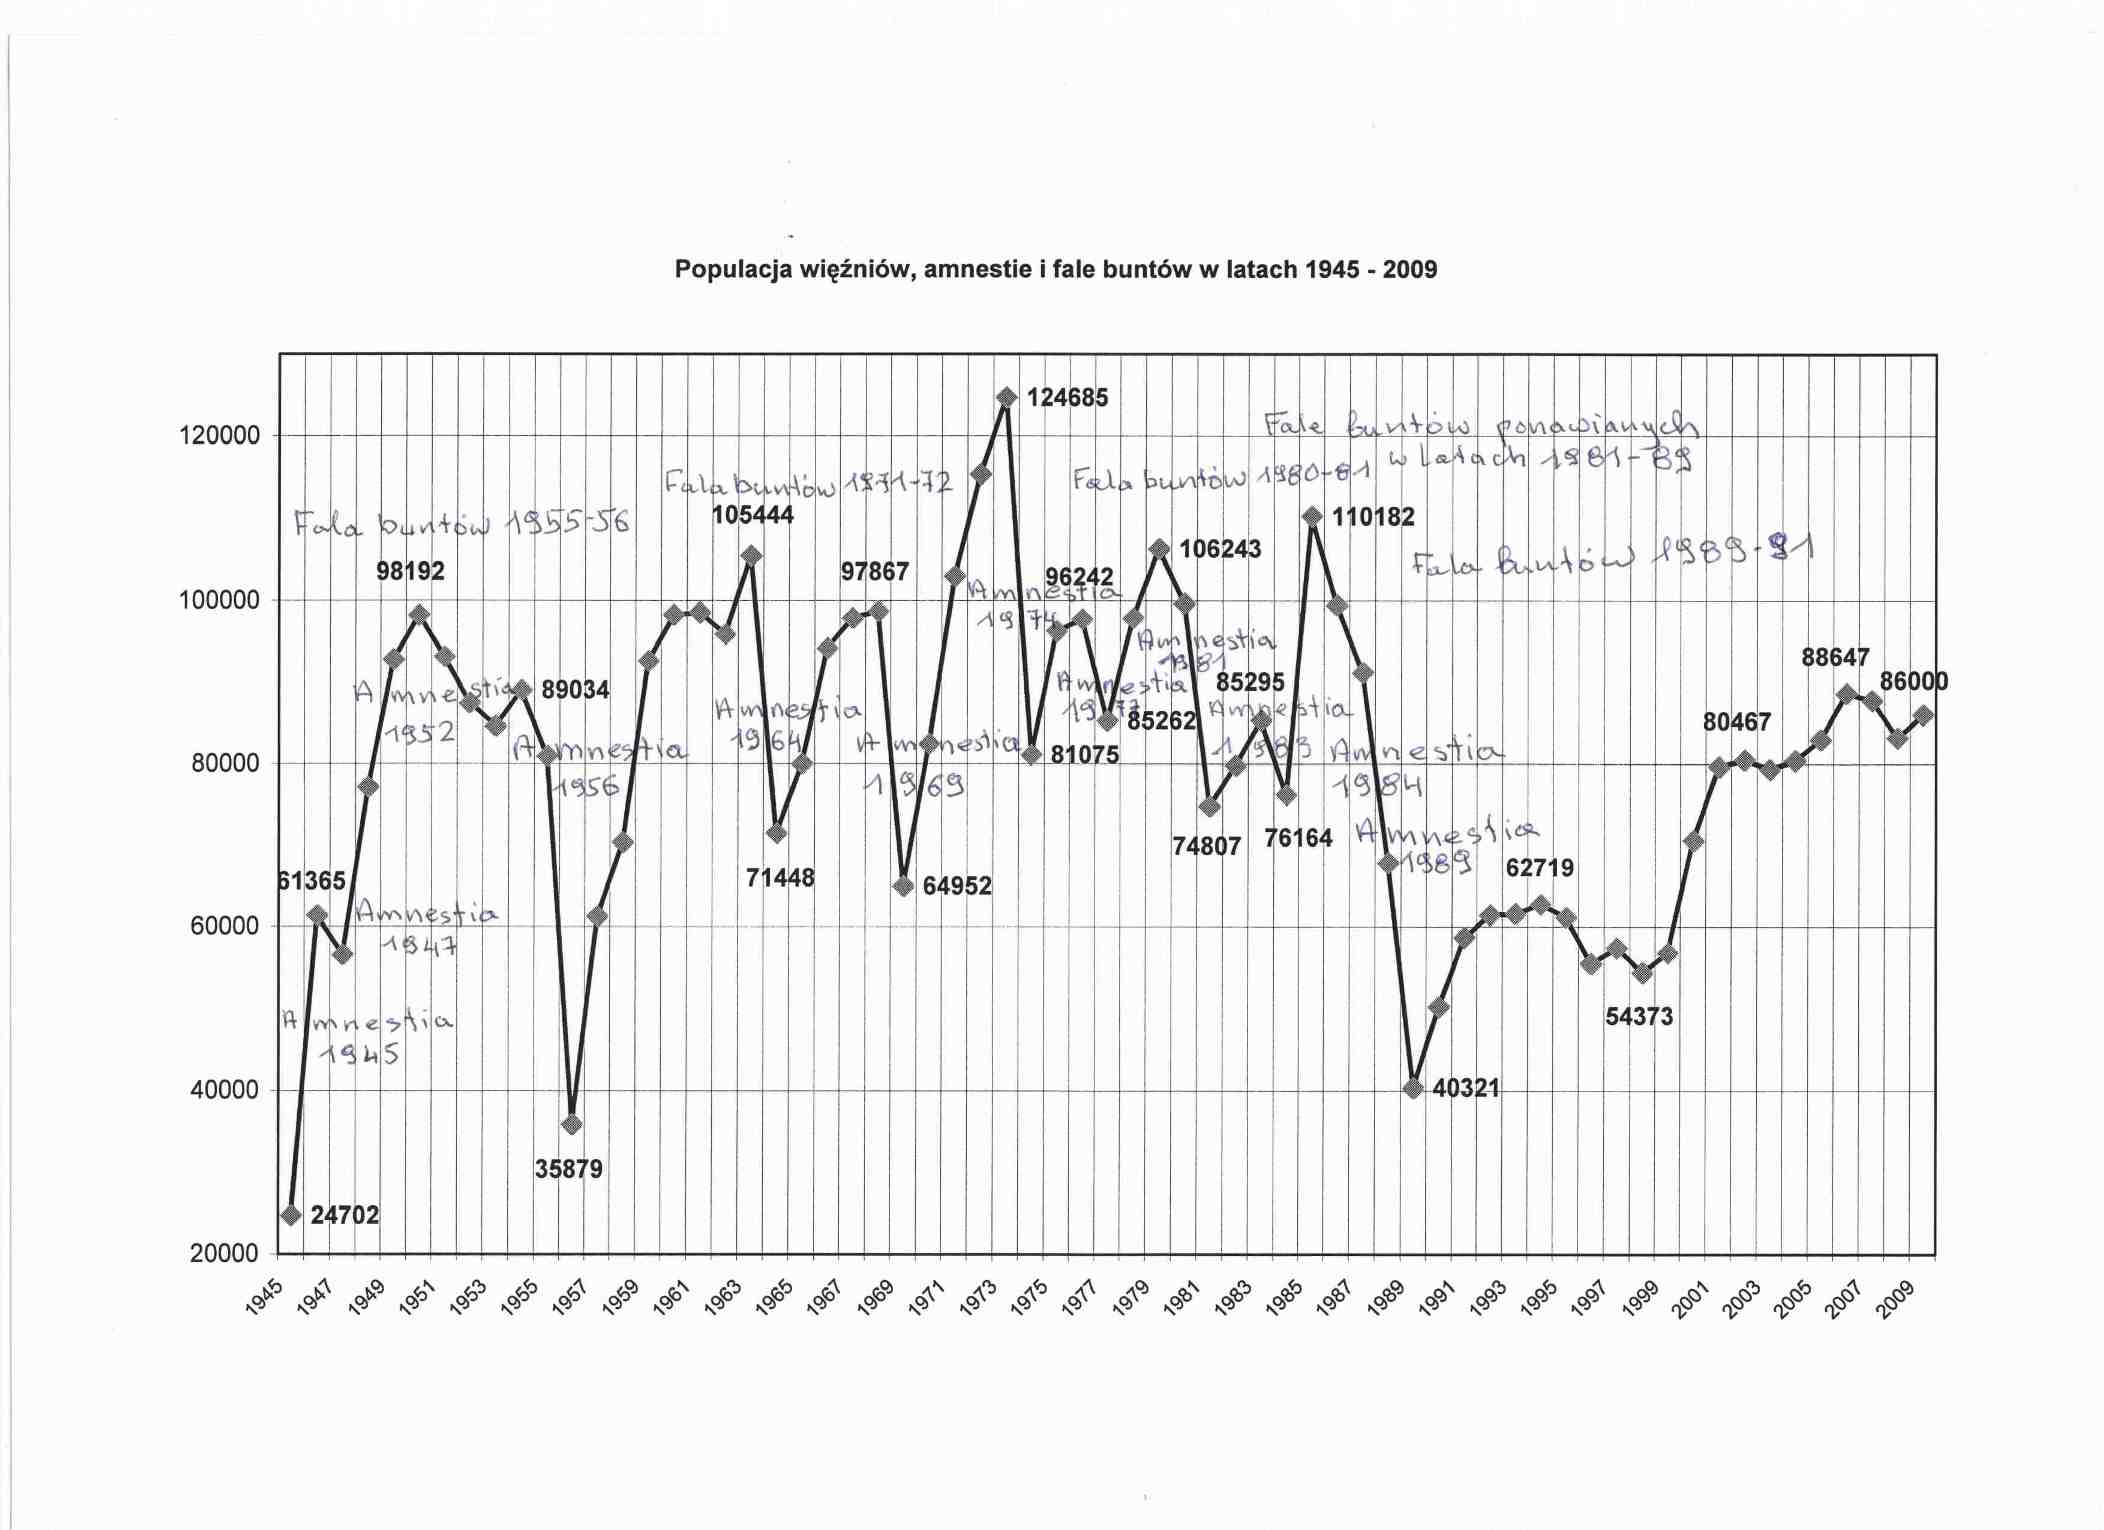 Populacja więźniów, amnestie i fale buntów w latach 1945 - 2009
120000
100000
80000
60000
40000
20000
124685
Fale buntów ponawianych
w latach 1981-89
Fala buntów 1971-72
Fala buntów 1980-81
105444
Fala buntów 1955-56
110182
Fala buntów 1989-91
98192
97867
96242
106243
Amnestia
1974
Amnestia
1981
Amnestia
1977
85295
88647
86000
Amnestia
1952
89034
Amnestia
1964
85262
Amnestia
1983
80467
Amnestia
1956
Amnestia
1969
81075
Amnestia
1984
74807
76164
Amnestia
1989
61365
71448
64952
62719
Amnestia
1947
54373
Amnestia
1945
40321
35879
24702
1945 1947 1949 1951 1953 1955 1957 1959 1961 1963 1965 1967 1969 1971 1973 1975 1977 1979 1981 1983 1985 1987 1989 1991 1993 1995 1997 1999 2001 2003 2005 2007 2009